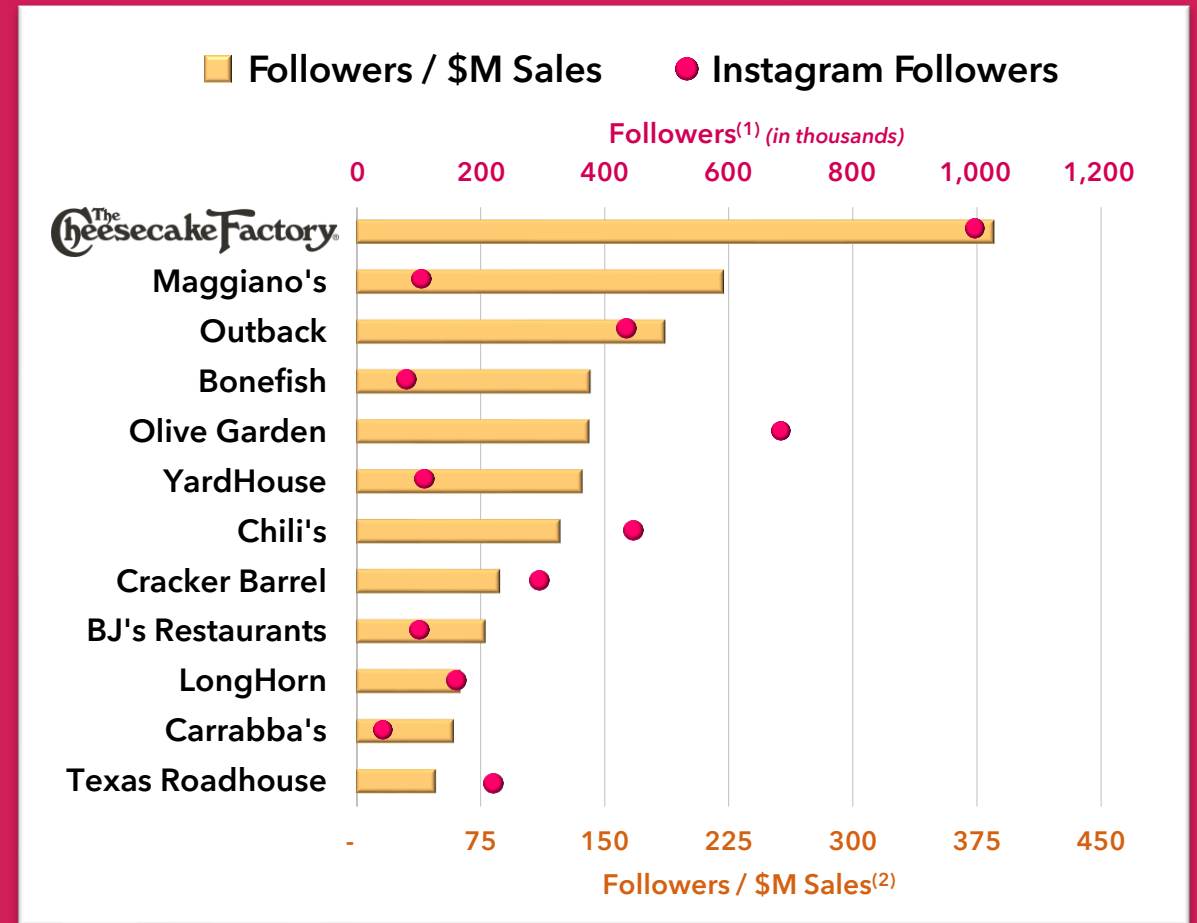 Followers / $M Sales
Instagram Followers
Followers(1) (in thousands)
0 200 400 600 800 1,000 1,200
The Cheesecake Factory®
Maggiano's
Outback
Bonefish
Olive Garden
YardHouse
Chili's
Cracker Barrel
BJ's Restaurants
LongHorn
Carrabba's
Texas Roadhouse
- 75 150 225 300 375 450
Followers / $M Sales(2)